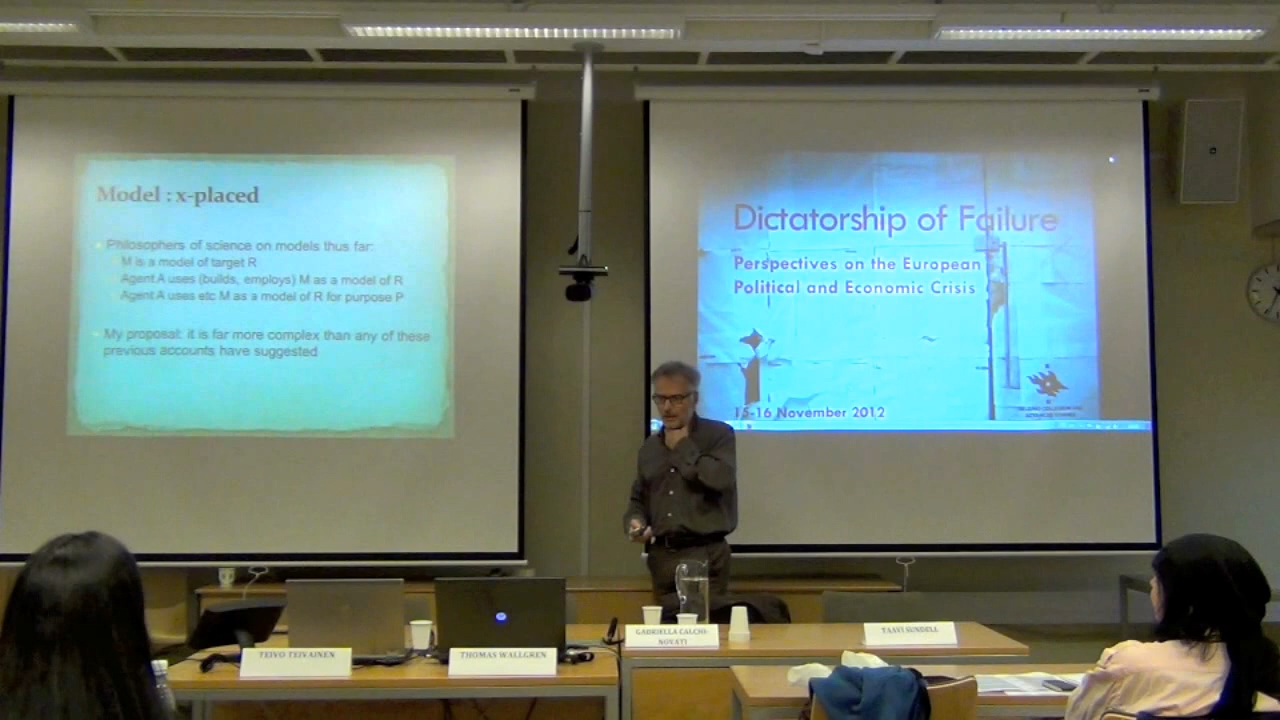 Model : x-placed
Philosophers of science on models thus far:
M is a model of target R
Agent A uses (builds, employs) M as a model of R
Agent A uses etc M as a model of R for purpose P
My proposal: it is far more complex than any of these
previous accounts have suggested
Dictatorship of Failure
Perspectives on the European
Political and Economic Crisis
15-16 November 2012
TEIVO TEIVAINEN
THOMAS WALLGREN
GABRIELLA CALCHI-
NOVATI
TAAVI SUNDELL